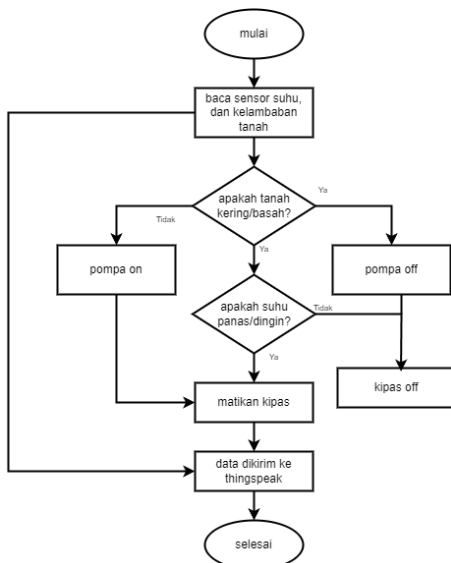 mulai
baca sensor suhu,
dan kelambaban
tanah
apakah tanah
kering/basah?
Ya
Tidak
Ya
pompa on
pompa off
apakah suhu
panas/dingin?
Tidak
Ya
matikan kipas
kipas off
data dikirim ke
thingspeak
selesai